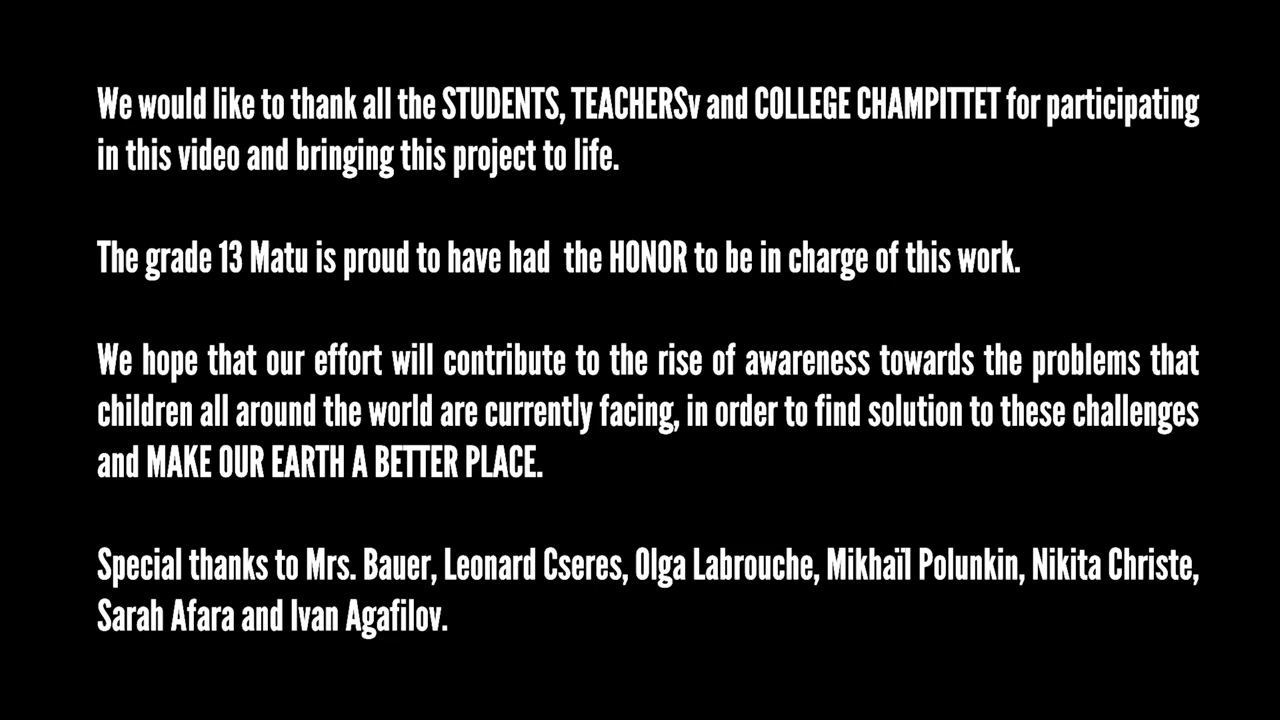 We would like to thank all the STUDENTS, TEACHERSv and COLLEGE CHAMPITTET for participating
in this video and bringing this project to life.
The grade 13 Matu is proud to have had  the HONOR to be in charge of this work.
We hope that our effort will contribute to the rise of awareness towards the problems that
children all around the world are currently facing, in order to find solution to these challenges
and MAKE OUR EARTH A BETTER PLACE.
Special thanks to Mrs. Bauer, Leonard Cseres, Olga Labrouche, Mikhaïl Polunkin, Nikita Christe,
Sarah Afara and Ivan Agafilov.